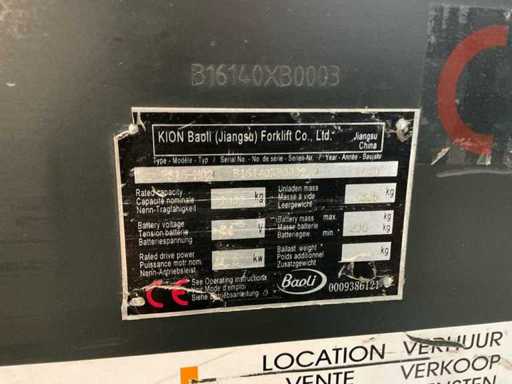 B16140XB0003
KION Baoli (Jiangsu) Forklift Co., Ltd. Jiangsu China
Type - Modèle - Typ / Serial No. - No de série - Serien-Nr. / Year - Année - Baujahr
Rated capacity kg Unladen mass kg
Capacité nominale Masse à vide
Nenn-Tragfähigkeit Leergewicht
Battery voltage V Battery mass max. kg
Tension batterie Masse batterie
Batteriespannung Batteriegew. min.
Rated drive power kw Ballast weight kg
Puissance motr.nom Poids additionnel
Nenn-Antriebsleist Zusatzgewicht
CE See Operating instructions Baoli 0009386121
Voir Mode d'emploi
Siehe Betriebsanleitung
LOCATION VERHUUR
VENTE VERKOOP